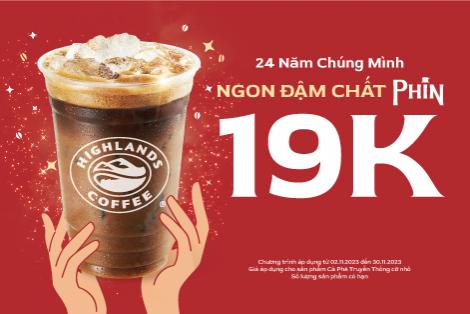 24 Năm Chúng Mình
NGON ĐẬM CHẤT PHIN
19K
HIGHLANDS
COFFEE
Chương trình áp dụng từ 02.11.2023 đến 30.11.2023
Giá áp dụng cho sản phẩm Cà Phê Truyền Thống cỡ nhỏ
Số lượng sản phẩm có hạn